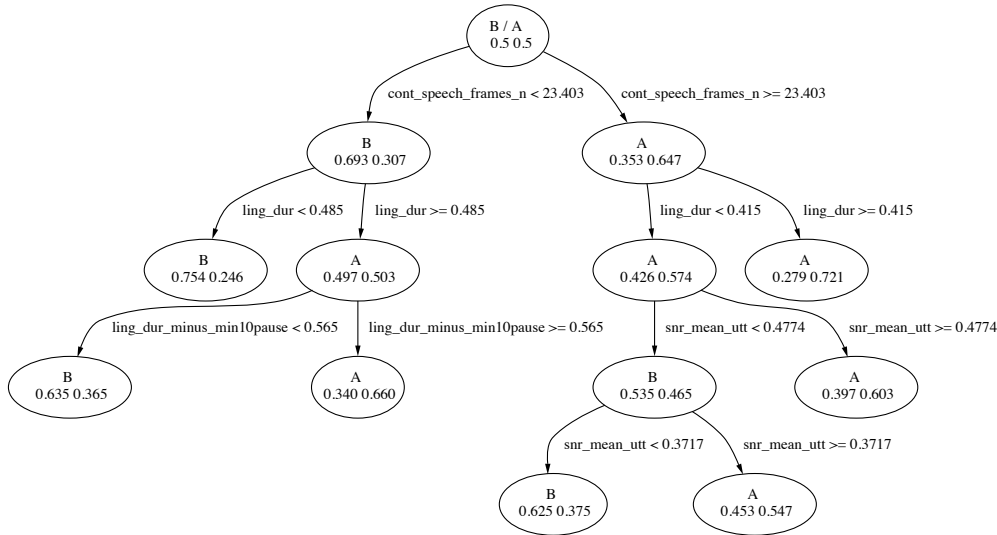 B / A
0.5 0.5
cont_speech_frames_n < 23.403
cont_speech_frames_n >= 23.403
B
0.693 0.307
A
0.353 0.647
ling_dur < 0.485
ling_dur >= 0.485
ling_dur < 0.415
ling_dur >= 0.415
B
0.754 0.246
A
0.497 0.503
A
0.426 0.574
A
0.279 0.721
ling_dur_minus_min10pause < 0.565
ling_dur_minus_min10pause >= 0.565
snr_mean_utt < 0.4774
snr_mean_utt >= 0.4774
B
0.635 0.365
A
0.340 0.660
B
0.535 0.465
A
0.397 0.603
snr_mean_utt < 0.3717
snr_mean_utt >= 0.3717
B
0.625 0.375
A
0.453 0.547